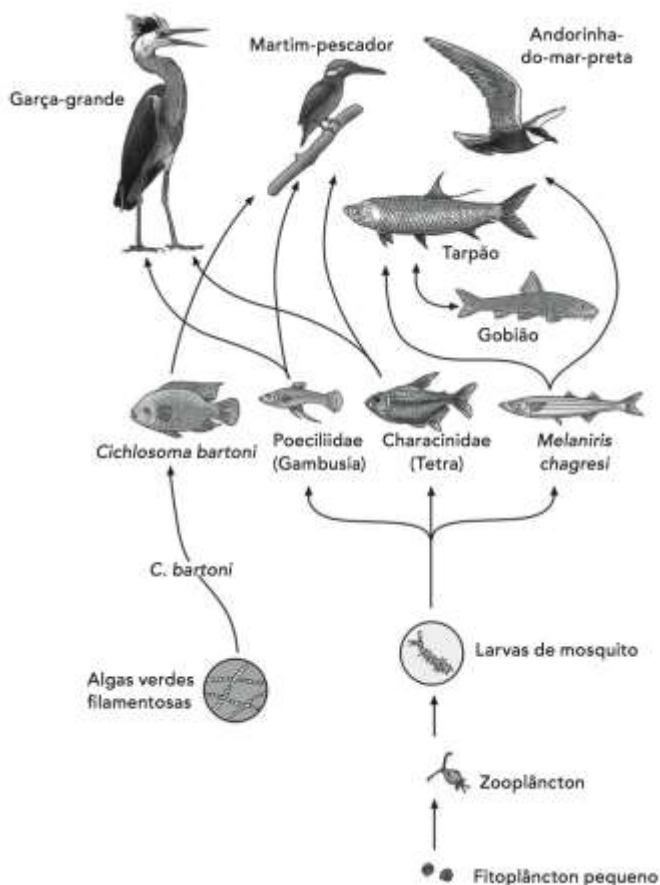 Martim-pescador
Andorinha-
do-mar-preta
Garça-grande
Tarpão
Gobião
Cichlosoma bartoni
Poeciliidae
(Gambusia)
Characinidae
(Tetra)
Melaniris
chagresi
C. bartoni
Algas verdes
filamentosas
Larvas de mosquito
Zooplâncton
Fitoplâncton pequeno